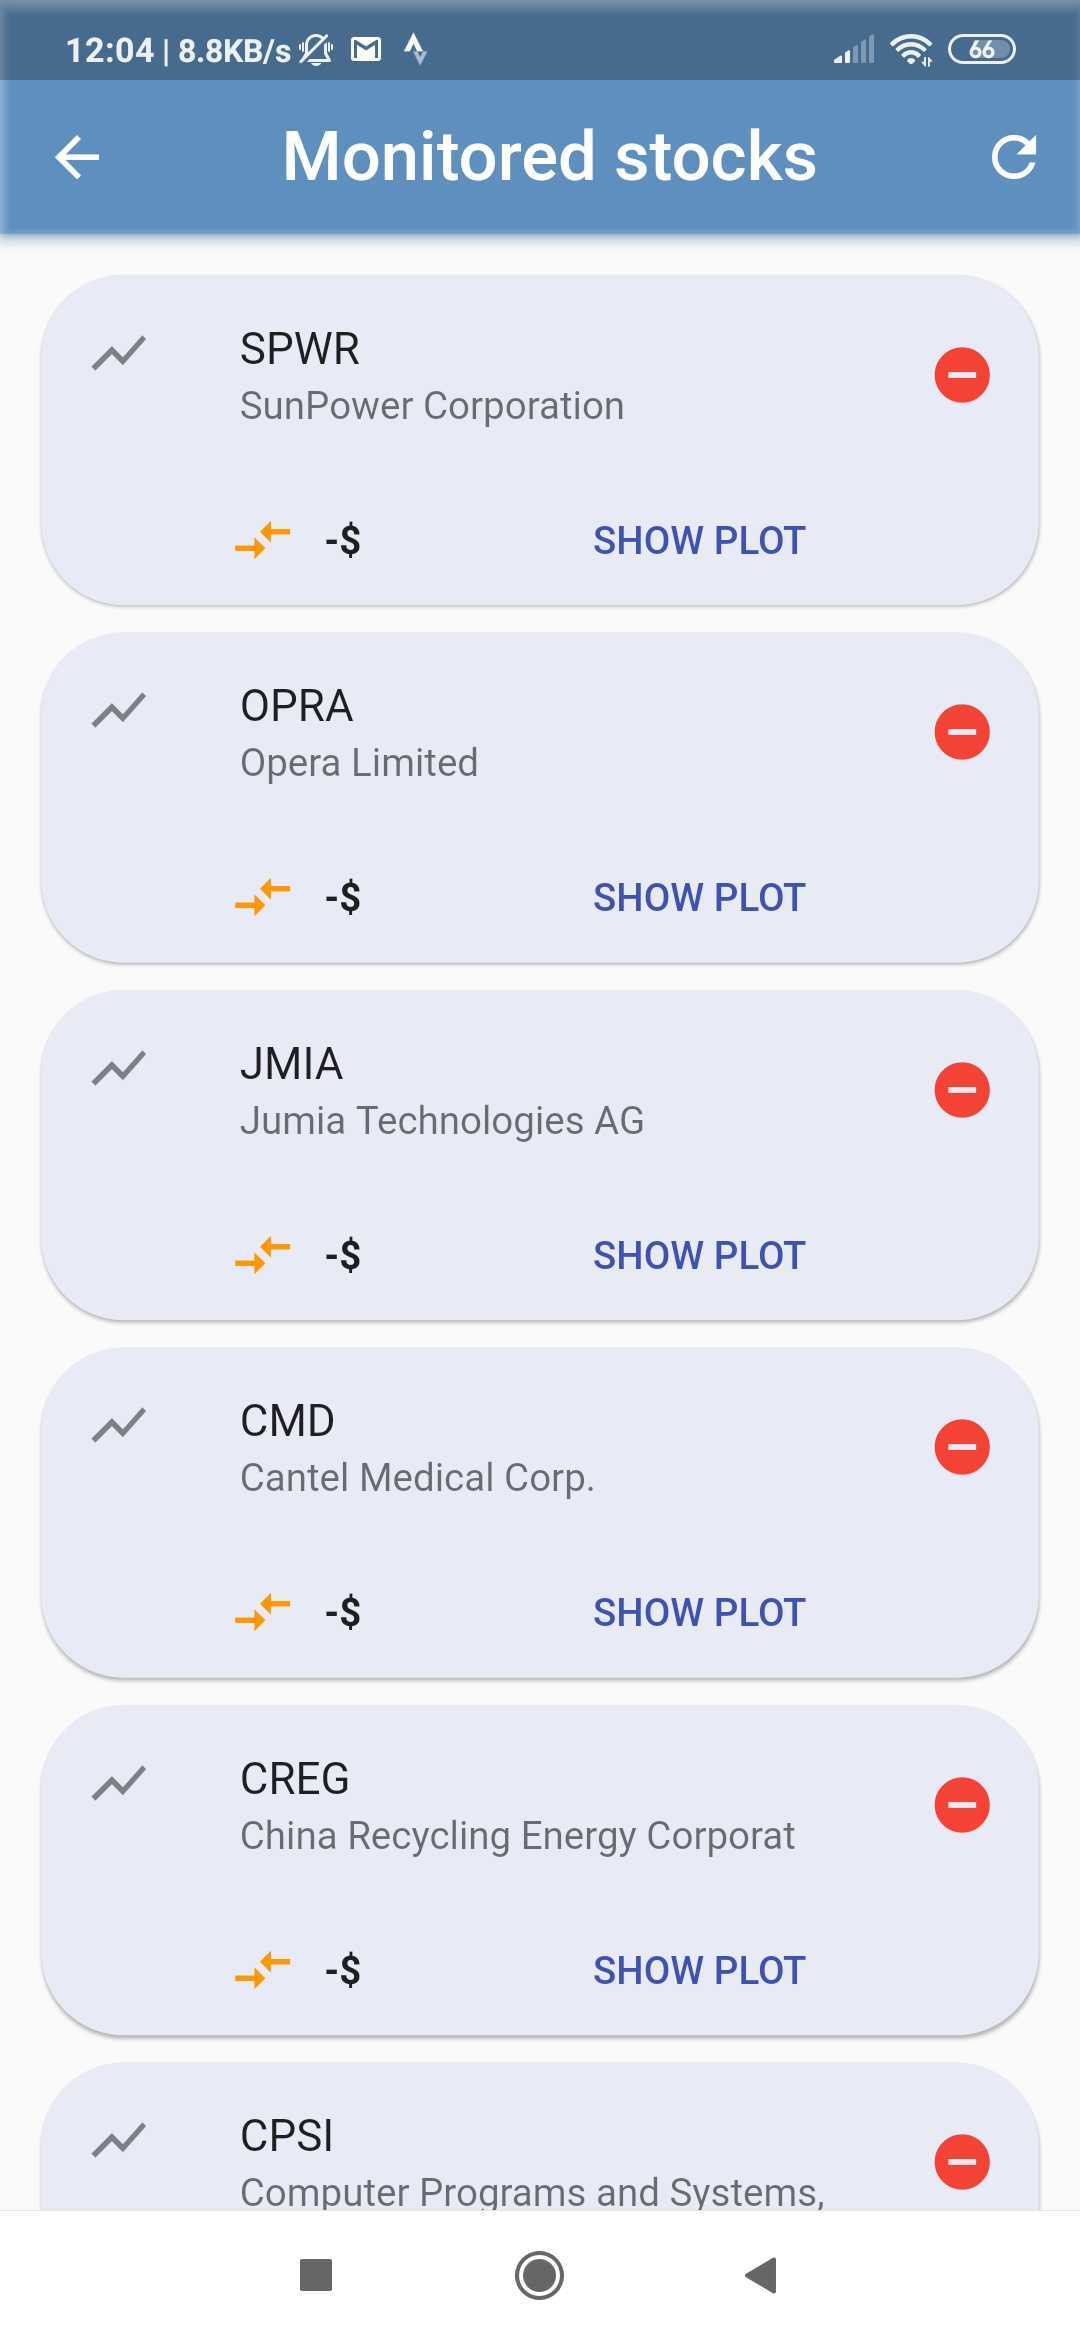 12:04 | 8.8KB/s
66
Monitored stocks
SPWR
SunPower Corporation
-$ SHOW PLOT
OPRA
Opera Limited
-$ SHOW PLOT
JMIA
Jumia Technologies AG
-$ SHOW PLOT
CMD
Cantel Medical Corp.
-$ SHOW PLOT
CREG
China Recycling Energy Corporat
-$ SHOW PLOT
CPSI
Computer Programs and Systems,